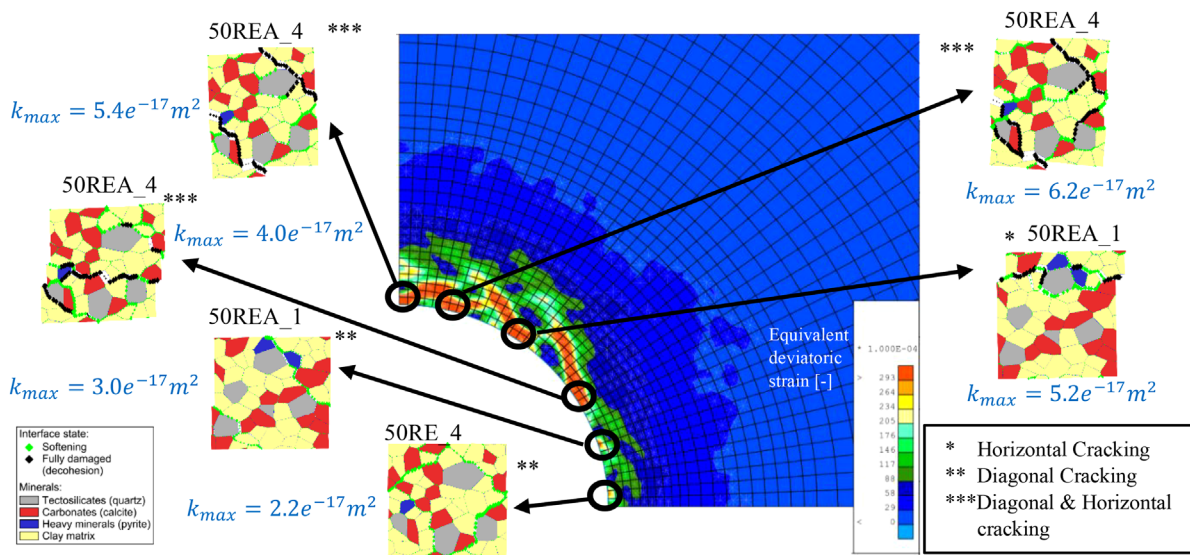 50REA_4 ***
k_max = 5.4e^-17 m^2
50REA_4
***
k_max = 4.0e^-17 m^2
50REA_1
**
k_max = 3.0e^-17 m^2
50RE_4
**
k_max = 2.2e^-17 m^2
Interface state:
Softening
Fully damaged
(decohesion)
Minerals:
Tectosilicates (quartz)
Carbonates (calcite)
Heavy minerals (pyrite)
Clay matrix
50REA_4
***
k_max = 6.2e^-17 m^2
* 50REA_1
k_max = 5.2e^-17 m^2
Equivalent
deviatoric
strain [-]
* 1.000E-04
>
293
264
234
205
176
146
117
88
58
29
< 0
* Horizontal Cracking
** Diagonal Cracking
***Diagonal & Horizontal
cracking